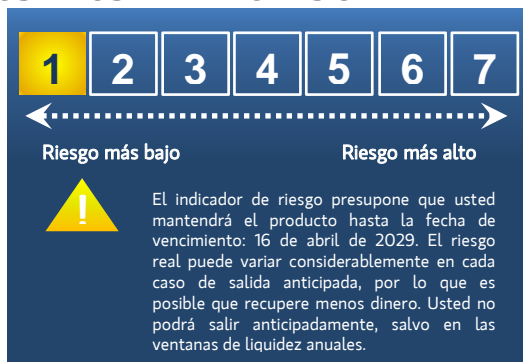 1 2 3 4 5 6 7
Riesgo más bajo Riesgo más alto
!
El indicador de riesgo presupone que usted
mantendrá el producto hasta la fecha de
vencimiento: 16 de abril de 2029. El riesgo
real puede variar considerablemente en cada
caso de salida anticipada, por lo que es
posible que recupere menos dinero. Usted no
podrá salir anticipadamente, salvo en las
ventanas de liquidez anuales.